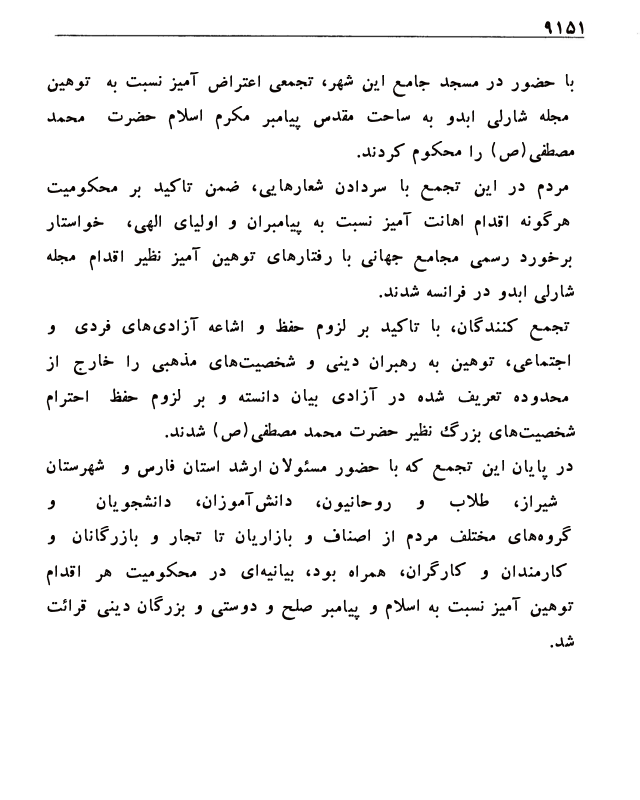 ۹۱۵۱
با حضور در مسجد جامع این شهر، تجمعی اعتراض آمیز نسبت به توهین
مجله شارلی ابدو به ساحت مقدس پیامبر مکرم اسلام حضرت محمد
مصطفی(ص) را محکوم کردند.
مردم در این تجمع با سردادن شعارهایی، ضمن تاکید بر محکومیت
هرگونه اقدام اهانت آمیز نسبت به پیامبران و اولیای الهی، خواستار
برخورد رسمی مجامع جهانی با رفتارهای توهین آمیز نظیر اقدام مجله
شارلی ابدو در فرانسه شدند.
تجمع کنندگان، با تاکید بر لزوم حفظ و اشاعه آزادی‌های فردی و
اجتماعی، توهین به رهبران دینی و شخصیت‌های مذهبی را خارج از
محدوده تعریف شده در آزادی بیان دانسته و بر لزوم حفظ احترام
شخصیت‌های بزرگ نظیر حضرت محمد مصطفی(ص) شدند.
در پایان این تجمع که با حضور مسئولان ارشد استان فارس و شهرستان
شیراز، طلاب و روحانیون، دانش‌آموزان، دانشجویان و
گروه‌های مختلف مردم از اصناف و بازاریان تا تجار و بازرگانان و
کارمندان و کارگران، همراه بود، بیانیه‌ای در محکومیت هر اقدام
توهین آمیز نسبت به اسلام و پیامبر صلح و دوستی و بزرگان دینی قرائت
شد.